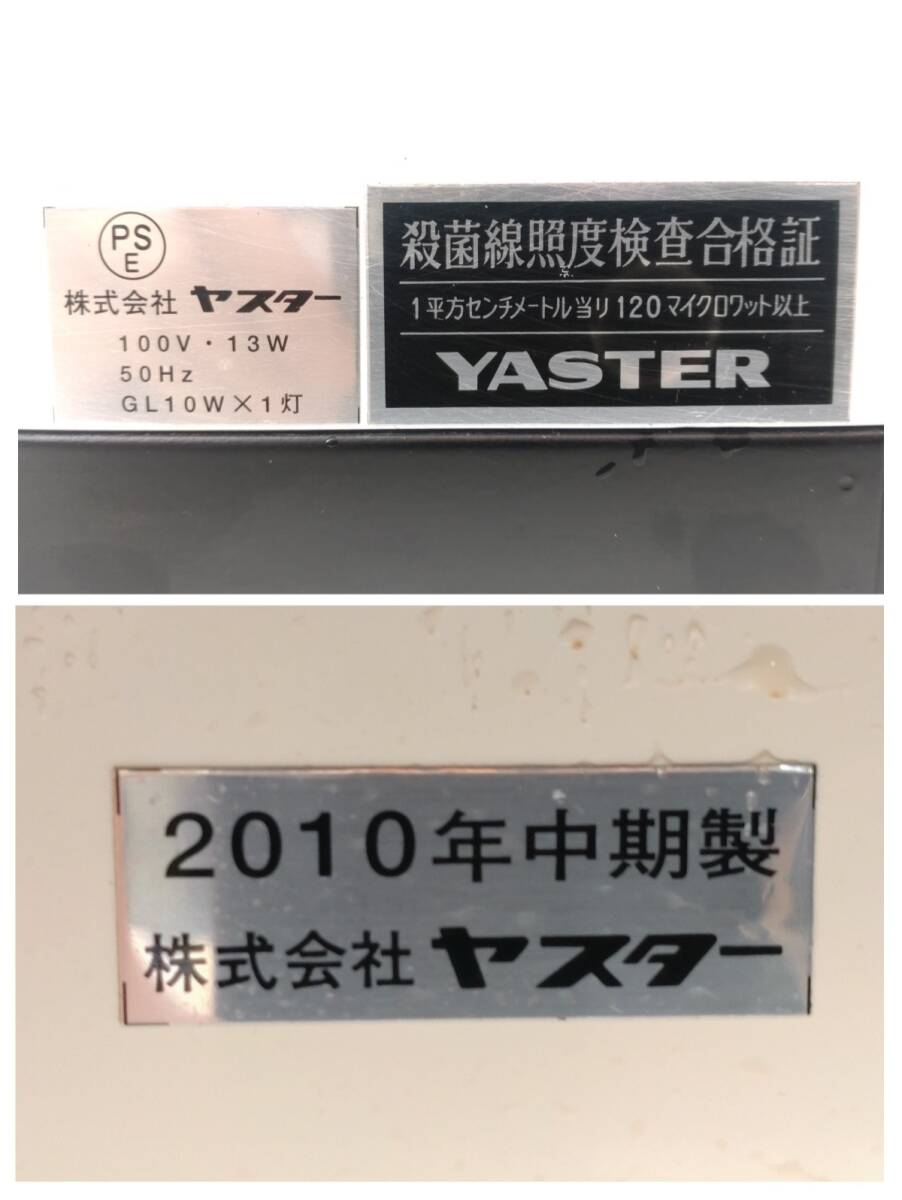 PS
E
株式会社 ヤスター
100V・13W
50Hz
GL10W×1灯
殺菌線照度検査合格証
1平方センチメートル当り120マイクロワット以上
YASTER
2010年中期製
株式会社 ヤスター